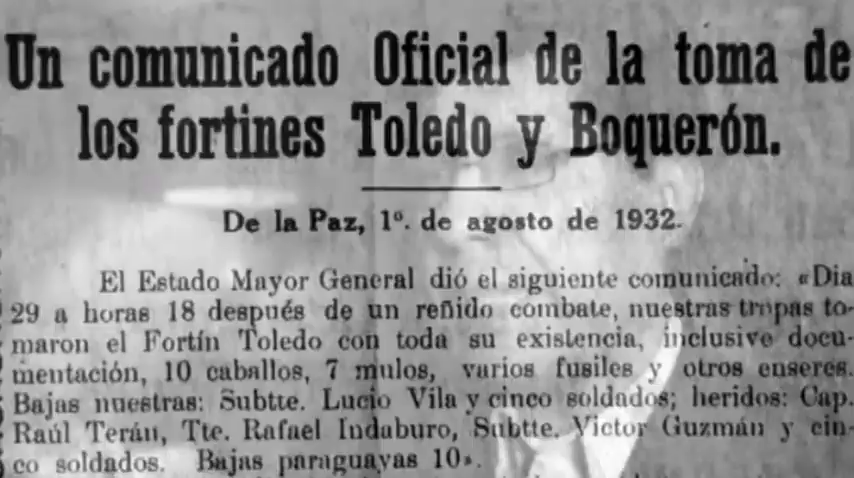 Un comunicado Oficial de la toma de
los fortines Toledo y Boquerón.
De la Paz, 1º. de agosto de 1932.
El Estado Mayor General dió el siguiente comunicado: «Dia
29 a horas 18 después de un reñido combate, nuestras tropas to-
maron el Fortín Toledo con toda su existencia, inclusive docu-
mentación, 10 caballos, 7 mulos, varios fusiles y otros enseres.
Bajas nuestras: Subtte. Lucio Vila y cinco soldados; heridos: Cap.
Raúl Terán, Tte. Rafael Indaburo, Subtte. Victor Guzmán y cin-
co soldados. Bajas paraguayas 10».